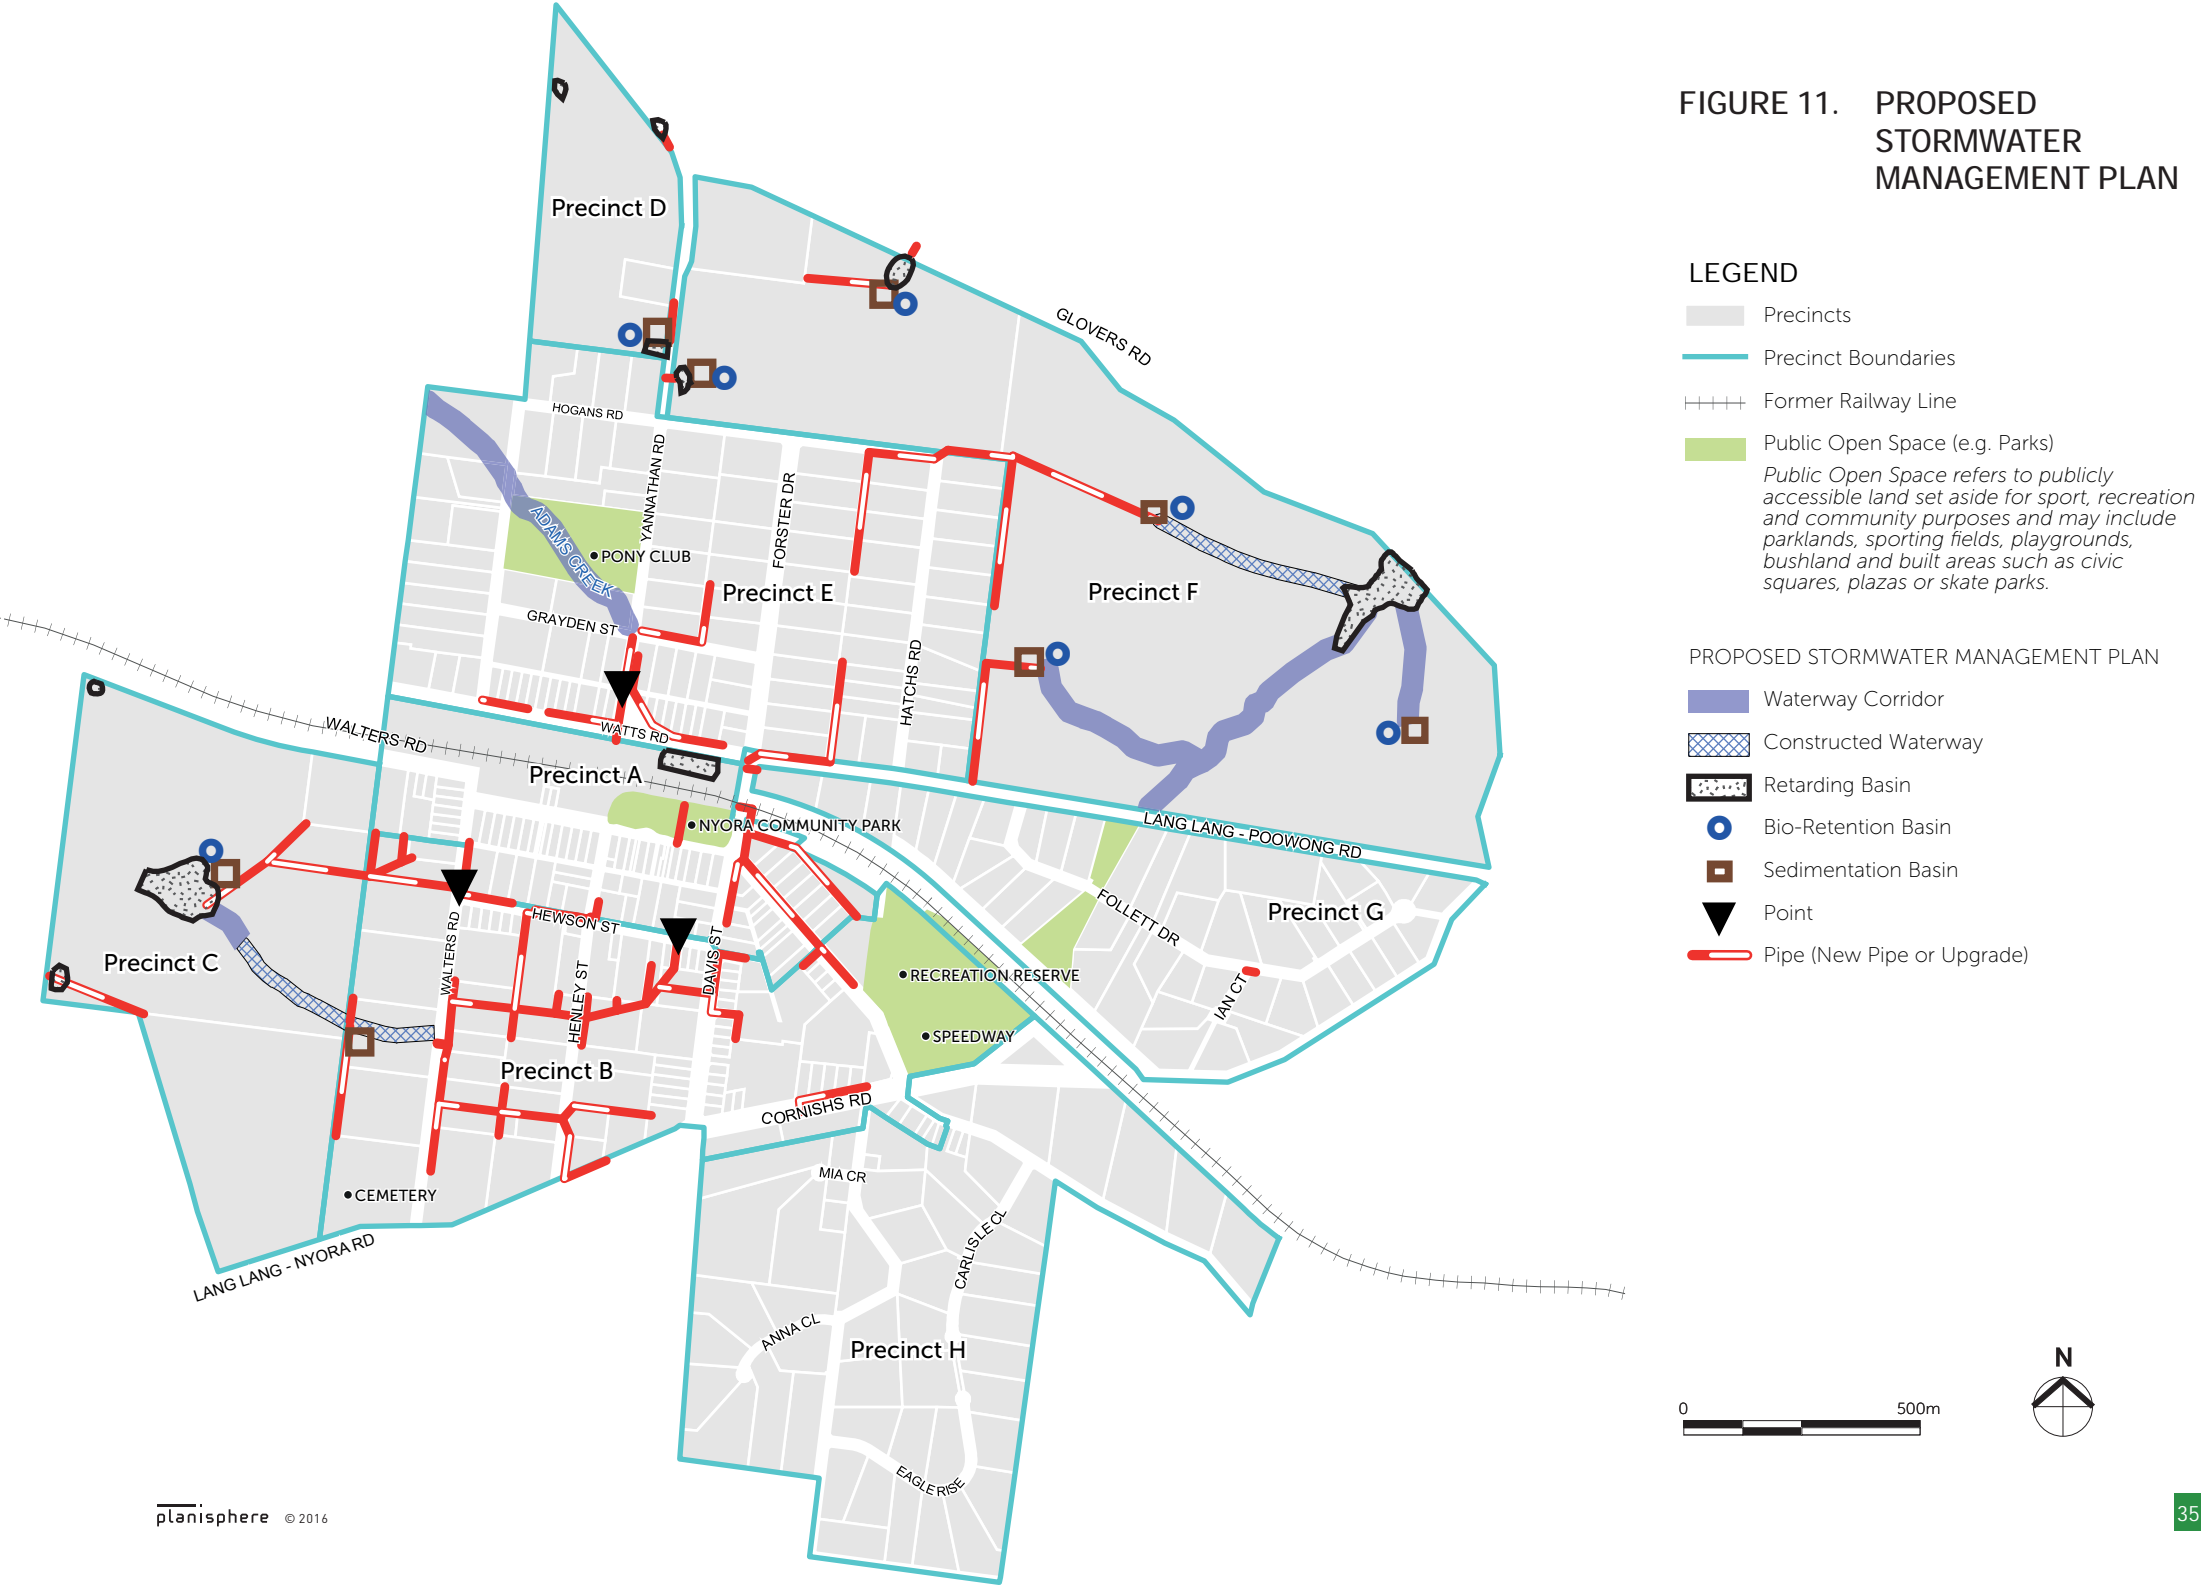 FIGURE 11. PROPOSED
STORMWATER
MANAGEMENT PLAN
LEGEND
Precincts
Precinct Boundaries
Former Railway Line
Public Open Space (e.g. Parks)
Public Open Space refers to publicly
accessible land set aside for sport, recreation
and community purposes and may include
parklands, sporting fields, playgrounds,
bushland and built areas such as civic
squares, plazas or skate parks.
PROPOSED STORMWATER MANAGEMENT PLAN
Waterway Corridor
Constructed Waterway
Retarding Basin
Bio-Retention Basin
Sedimentation Basin
Point
Pipe (New Pipe or Upgrade)
Precinct D
GLOVERS RD
HOGANS RD
YANNATHAN RD
FORSTER DR
ADAMS CREEK
PONY CLUB
Precinct E
Precinct F
GRAYDEN ST
HATCHS RD
WALTERS RD
WATTS RD
Precinct A
NYORA COMMUNITY PARK
LANG LANG - POOWONG RD
FOLLETT DR
Precinct G
HEWSON ST
WALTERS RD
DAVIS ST
HENLEY ST
Precinct C
RECREATION RESERVE
IAN CT
SPEEDWAY
Precinct B
CORNISHS RD
MIA CR
CEMETERY
CARLISLE CL
LANG LANG - NYORA RD
ANNA CL
Precinct H
EAGLE RISE
N
0 500m
planisphere © 2016
35